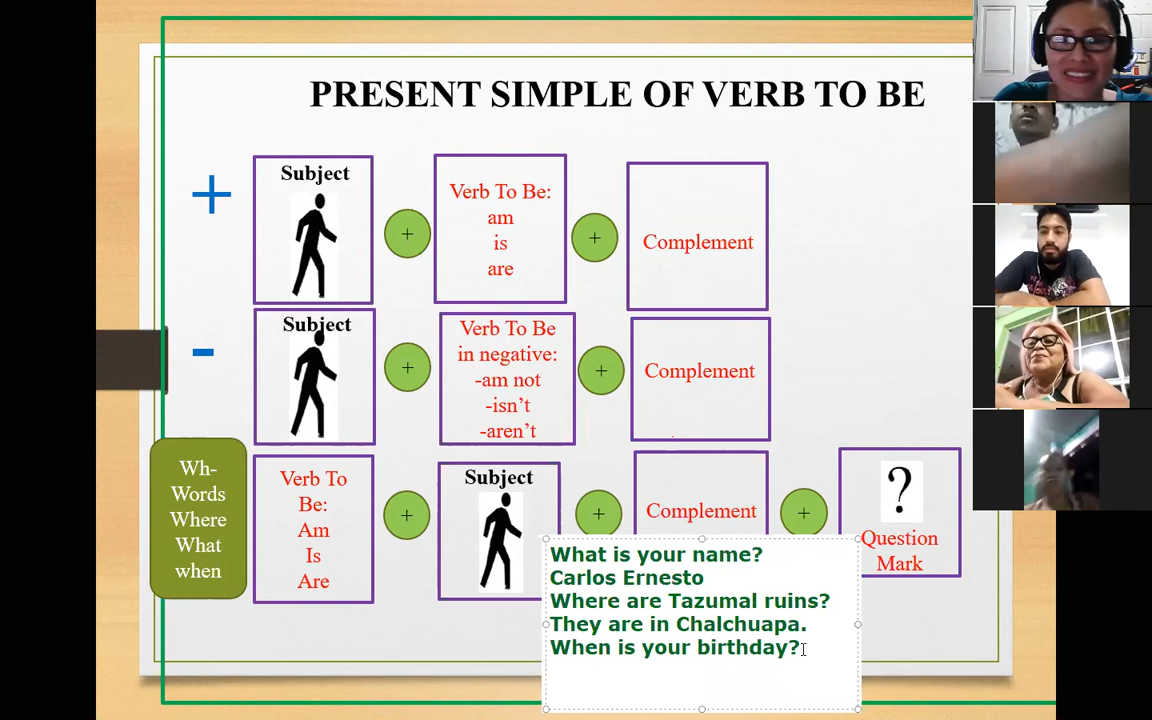 PRESENT SIMPLE OF VERB TO BE
+
Subject
+
Verb To Be:
am
is
are
+
Complement
-
Subject
+
Verb To Be
in negative:
-am not
-isn't
-aren't
+
Complement
Wh-
Words
Where
What
when
Verb To
Be:
Am
Is
Are
+
Subject
+
Complement
+
?
Question
Mark
What is your name?
Carlos Ernesto
Where are Tazumal ruins?
They are in Chalchuapa.
When is your birthday?